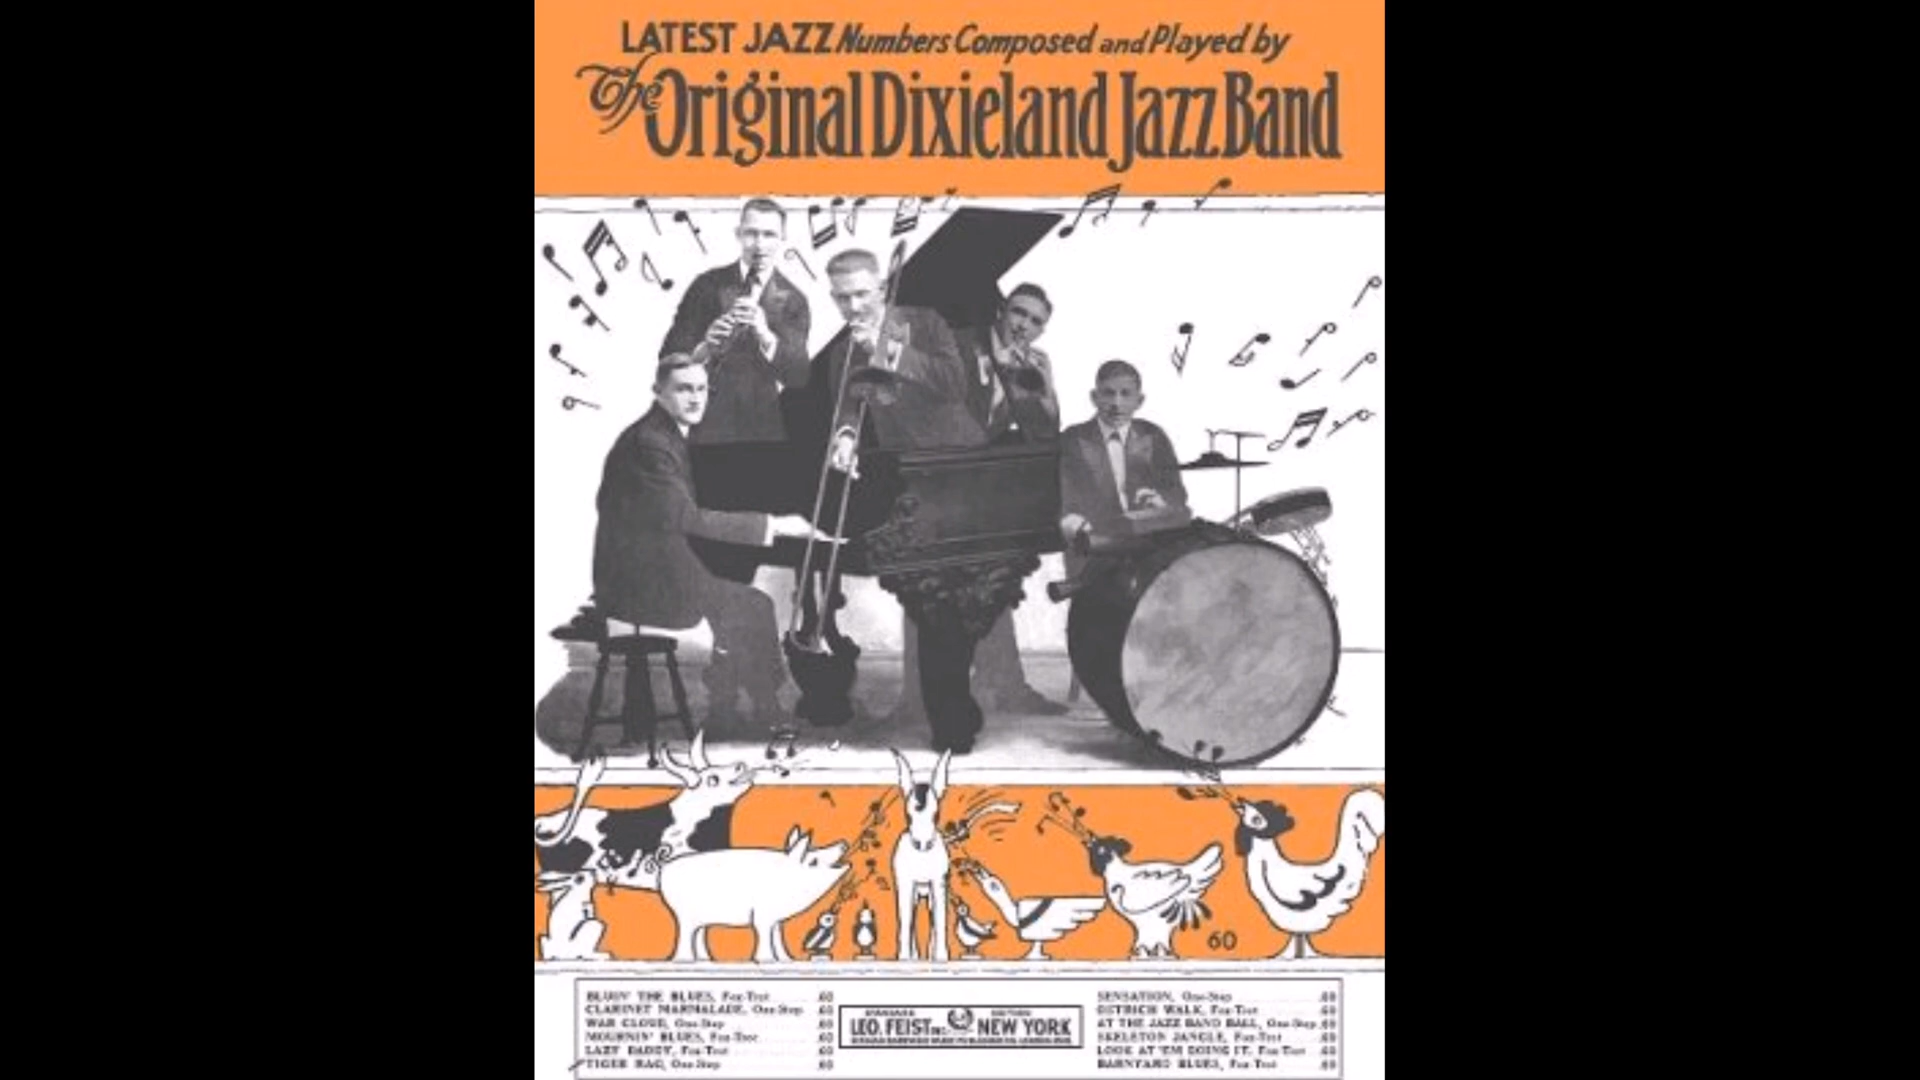 LATEST JAZZ Numbers Composed and Played by
The Original Dixieland Jazz Band
60
BLUIN' THE BLUES, Fox-Trot .60
CLARINET MARMALADE, One-Step .60
WAR CLOUD, One-Step .60
MOURNIN' BLUES, Fox-Trot .60
LAZY DADDY, Fox-Trot .60
TIGER RAG, One-Step .60
LEO. FEIST INC. NEW YORK
SENSATION, One-Step .60
OSTRICH WALK, Fox-Trot .60
AT THE JAZZ BAND BALL, One-Step .60
SKELETON JANGLE, Fox-Trot .60
LOOK AT 'EM DOING IT, Fox-Trot .60
BARNYARD BLUES, Fox Trot .60